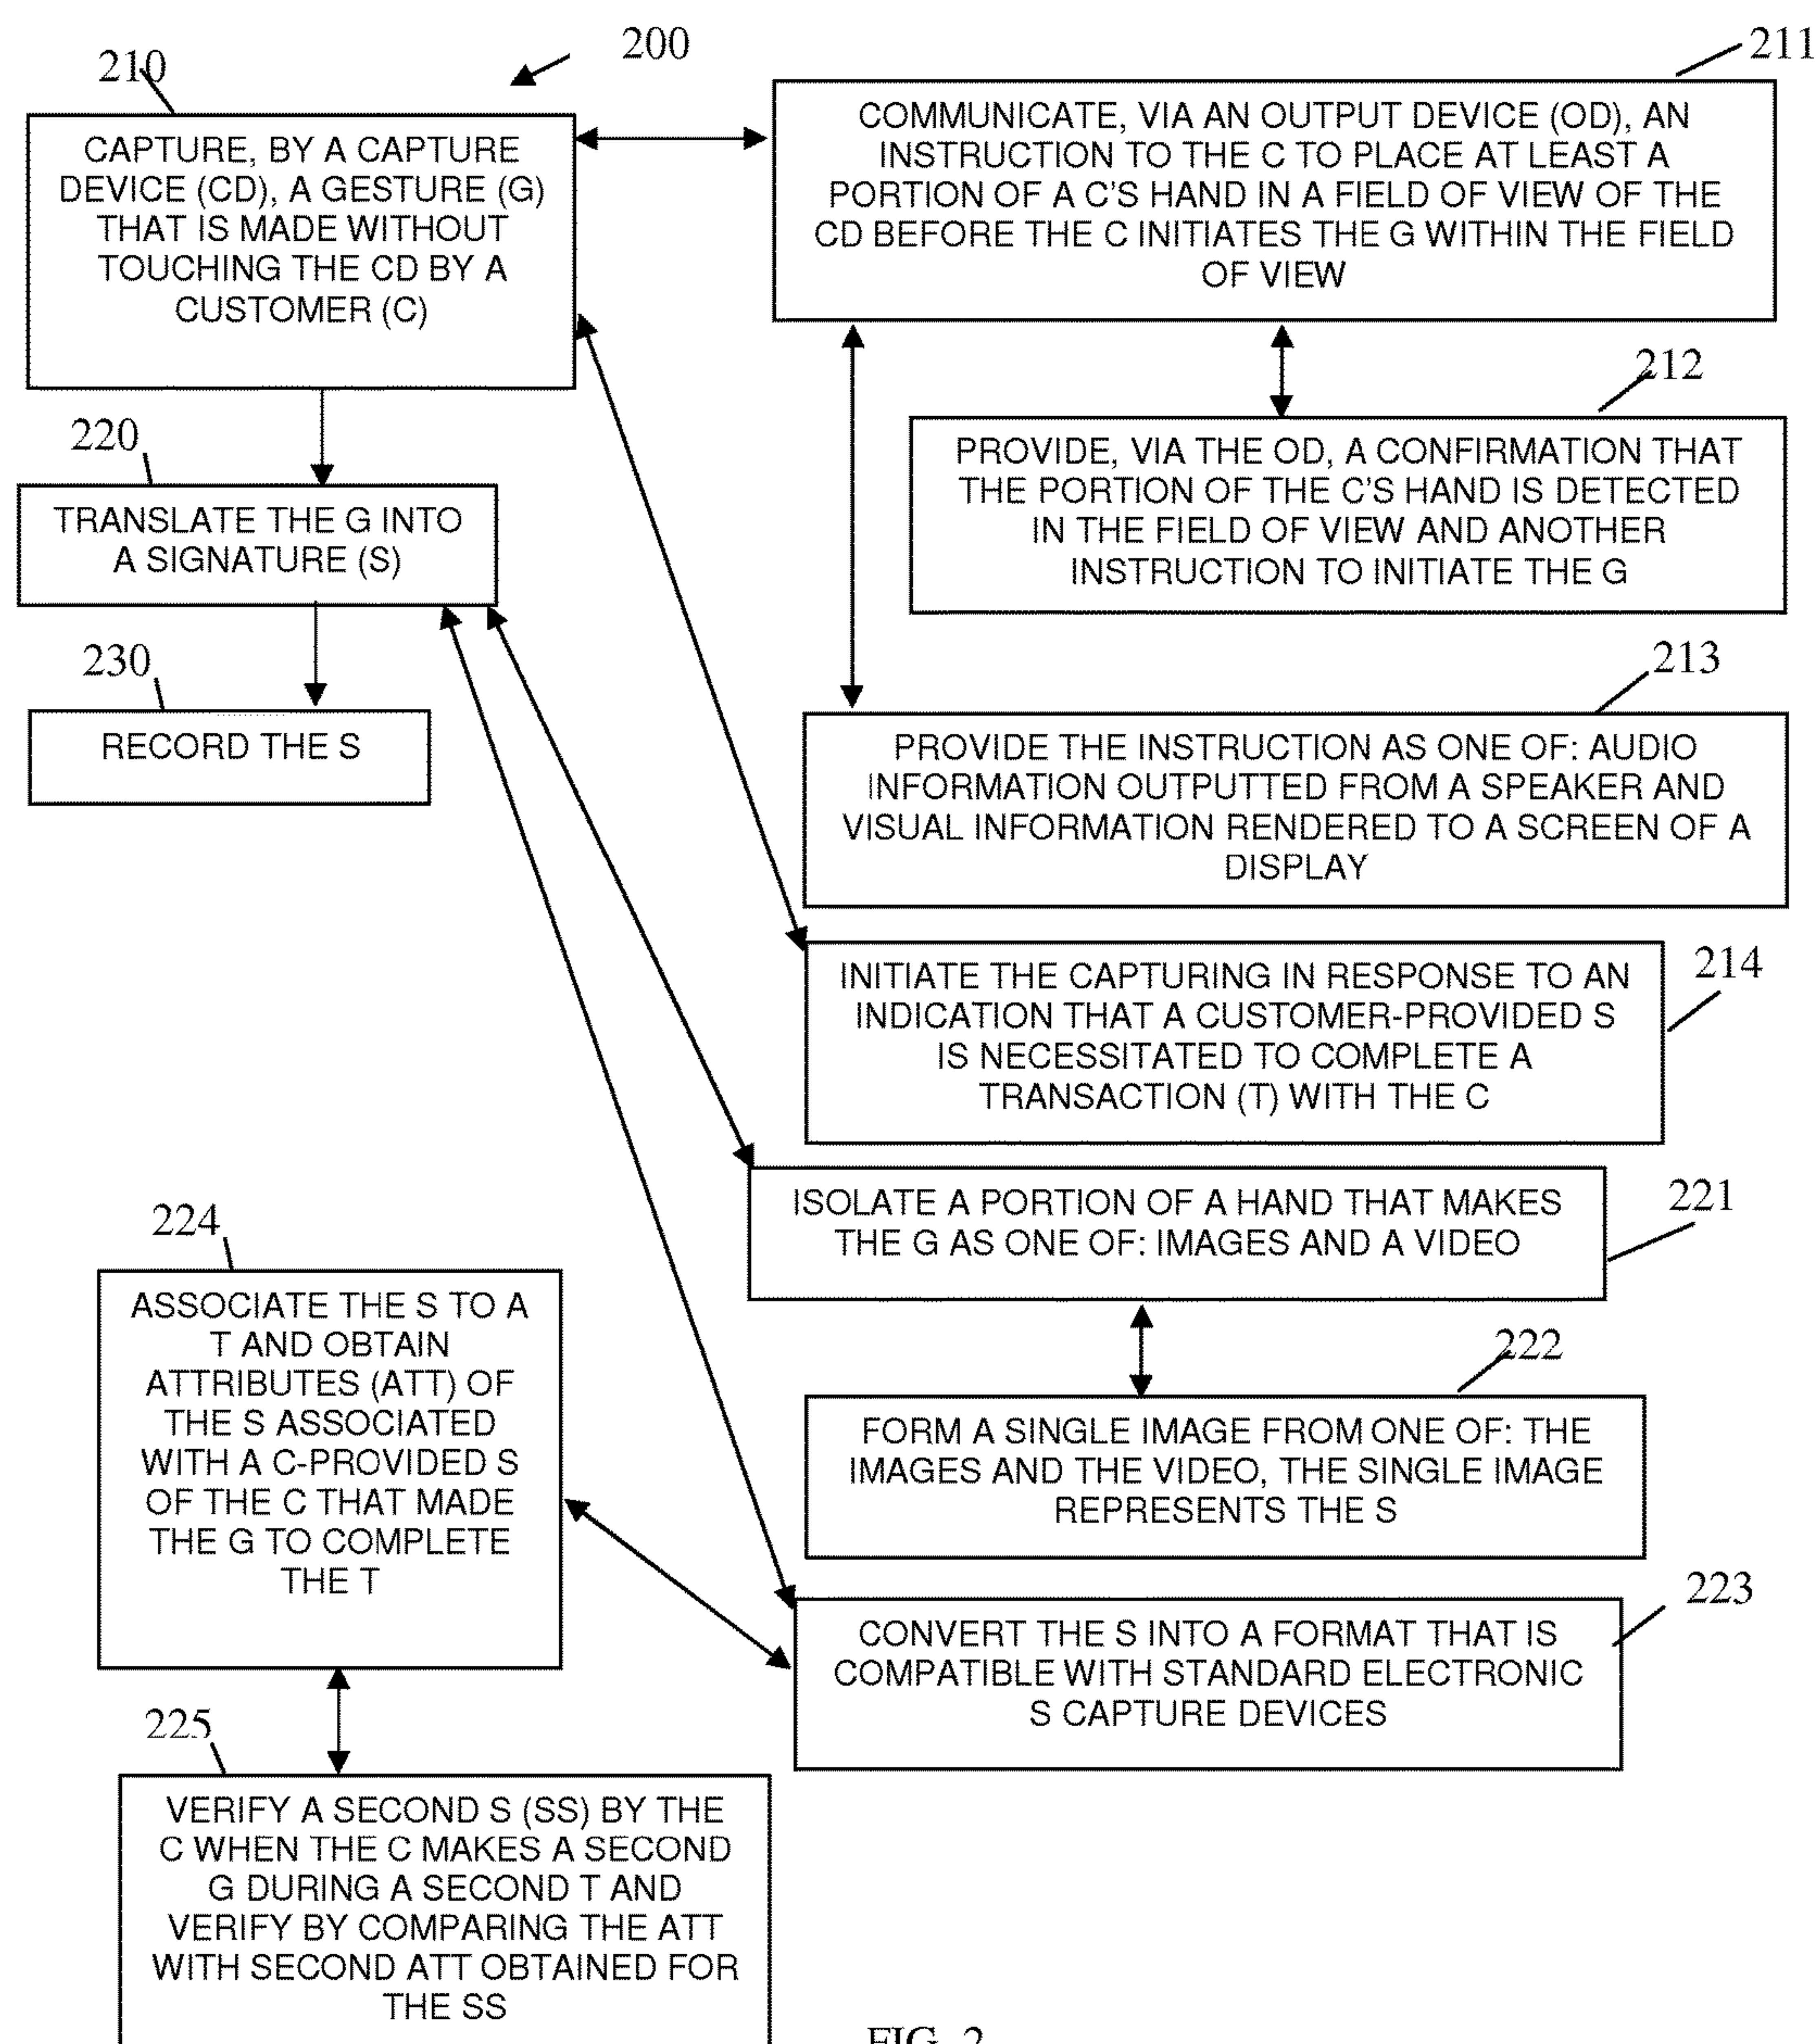 200
210
CAPTURE, BY A CAPTURE
DEVICE (CD), A GESTURE (G)
THAT IS MADE WITHOUT
TOUCHING THE CD BY A
CUSTOMER (C)
211
COMMUNICATE, VIA AN OUTPUT DEVICE (OD), AN
INSTRUCTION TO THE C TO PLACE AT LEAST A
PORTION OF A C'S HAND IN A FIELD OF VIEW OF THE
CD BEFORE THE C INITIATES THE G WITHIN THE FIELD
OF VIEW
212
PROVIDE, VIA THE OD, A CONFIRMATION THAT
THE PORTION OF THE C'S HAND IS DETECTED
IN THE FIELD OF VIEW AND ANOTHER
INSTRUCTION TO INITIATE THE G
220
TRANSLATE THE G INTO
A SIGNATURE (S)
230
RECORD THE S
213
PROVIDE THE INSTRUCTION AS ONE OF: AUDIO
INFORMATION OUTPUTTED FROM A SPEAKER AND
VISUAL INFORMATION RENDERED TO A SCREEN OF A
DISPLAY
214
INITIATE THE CAPTURING IN RESPONSE TO AN
INDICATION THAT A CUSTOMER-PROVIDED S
IS NECESSITATED TO COMPLETE A
TRANSACTION (T) WITH THE C
221
ISOLATE A PORTION OF A HAND THAT MAKES
THE G AS ONE OF: IMAGES AND A VIDEO
222
FORM A SINGLE IMAGE FROM ONE OF: THE
IMAGES AND THE VIDEO, THE SINGLE IMAGE
REPRESENTS THE S
223
CONVERT THE S INTO A FORMAT THAT IS
COMPATIBLE WITH STANDARD ELECTRONIC
S CAPTURE DEVICES
224
ASSOCIATE THE S TO A
T AND OBTAIN
ATTRIBUTES (ATT) OF
THE S ASSOCIATED
WITH A C-PROVIDED S
OF THE C THAT MADE
THE G TO COMPLETE
THE T
225
VERIFY A SECOND S (SS) BY THE
C WHEN THE C MAKES A SECOND
G DURING A SECOND T AND
VERIFY BY COMPARING THE ATT
WITH SECOND ATT OBTAINED FOR
THE SS
FIG. 2